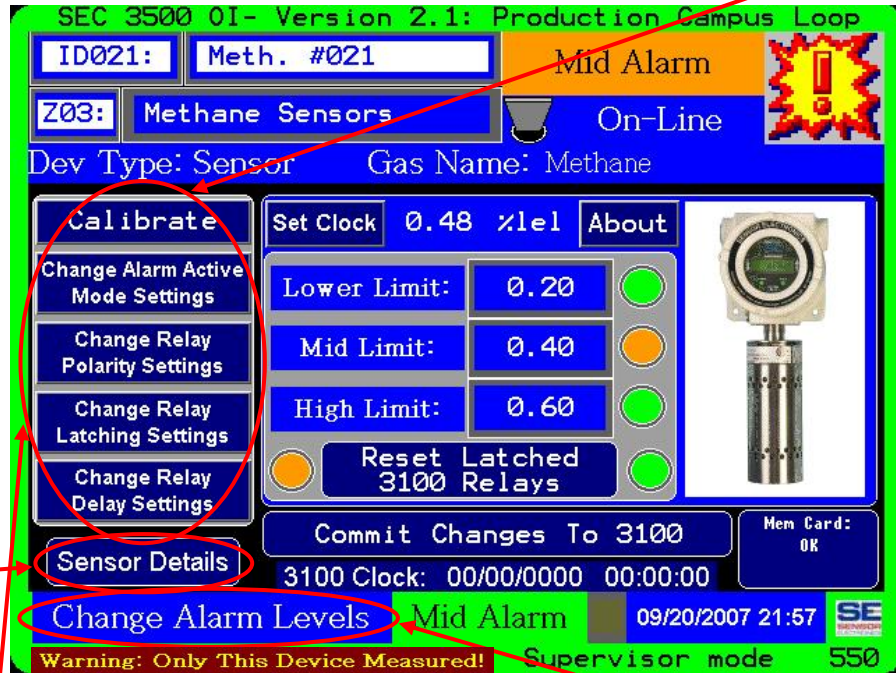 SEC 3500 OI- Version 2.1: Production Campus Loop
ID021: Meth. #021 Mid Alarm
Z03: Methane Sensors On-Line
Dev Type: Sensor Gas Name: Methane
Calibrate
Change Alarm Active
Mode Settings
Change Relay
Polarity Settings
Change Relay
Latching Settings
Change Relay
Delay Settings
Sensor Details
Set Clock 0.48 %lel About
Lower Limit: 0.20
Mid Limit: 0.40
High Limit: 0.60
Reset Latched
3100 Relays
Commit Changes To 3100
Mem Card:
OK
3100 Clock: 00/00/0000 00:00:00
Change Alarm Levels Mid Alarm 09/20/2007 21:57 SE
Warning: Only This Device Measured! Supervisor mode 550